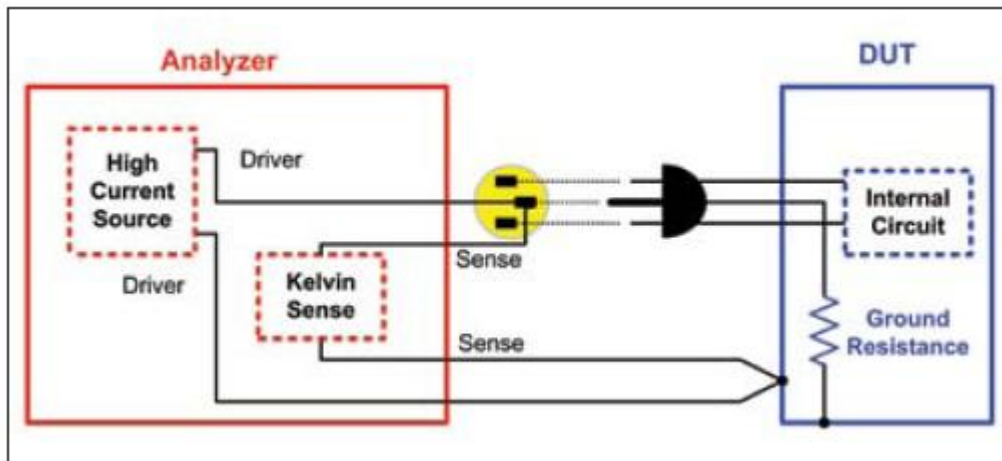 Analyzer
DUT
High
Current
Source
Driver
Driver
Kelvin
Sense
Sense
Sense
Internal
Circuit
Ground
Resistance